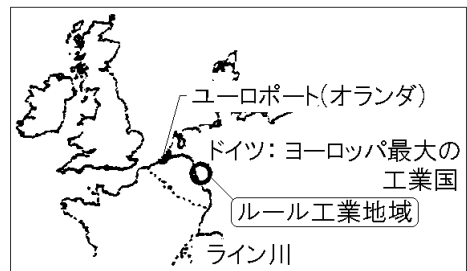 ユーロポート(オランダ)
ドイツ：ヨーロッパ最大の
工業国
ルール工業地域
ライン川